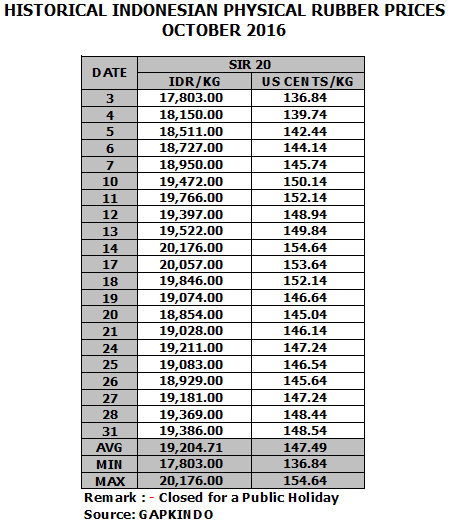 HISTORICAL INDONESIAN PHYSICAL RUBBER PRICES
OCTOBER 2016
DATE SIR 20
IDR/KG US CENTS/KG
3 17,803.00 136.84
4 18,150.00 139.74
5 18,511.00 142.44
6 18,727.00 144.14
7 18,950.00 145.74
10 19,472.00 150.14
11 19,766.00 152.14
12 19,397.00 148.94
13 19,522.00 149.84
14 20,176.00 154.64
17 20,057.00 153.64
18 19,846.00 152.14
19 19,074.00 146.64
20 18,854.00 145.04
21 19,028.00 146.14
24 19,211.00 147.24
25 19,083.00 146.54
26 18,929.00 145.64
27 19,181.00 147.24
28 19,369.00 148.44
31 19,386.00 148.54
AVG 19,204.71 147.49
MIN 17,803.00 136.84
MAX 20,176.00 154.64
Remark : - Closed for a Public Holiday
Source: GAPKINDO